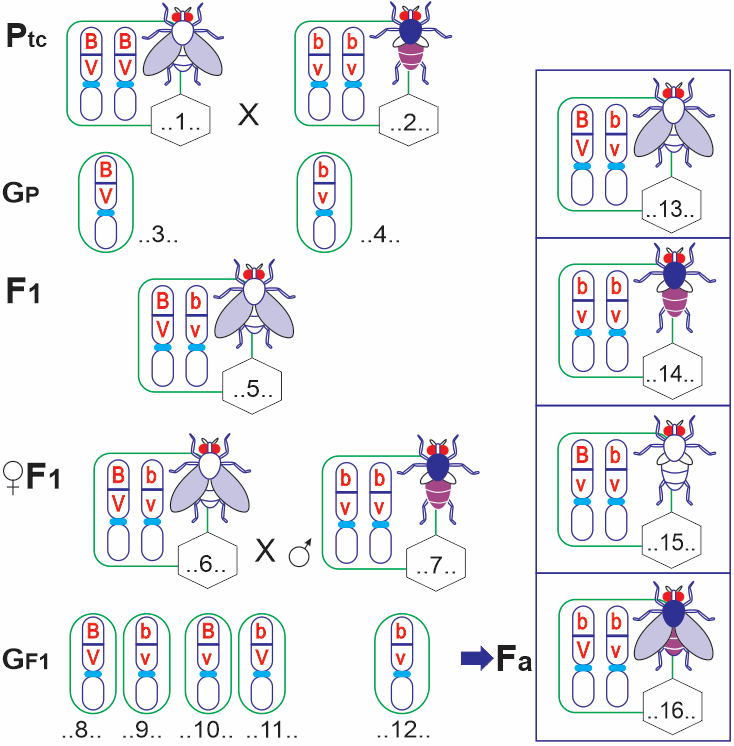 Ptc
B B
V V
..1..
X
b b
v v
..2..
GP
B
V
..3..
b
v
..4..
F1
B b
V v
..5..
♀F1
B b
V v
..6..
X ♂
b b
v v
..7..
GF1
B b B b
V v v V
..8.. ..9.. ..10.. ..11..
b
v
..12..
Fa
B b
V v
..13..
b b
v v
..14..
B b
v v
..15..
b b
V v
..16..